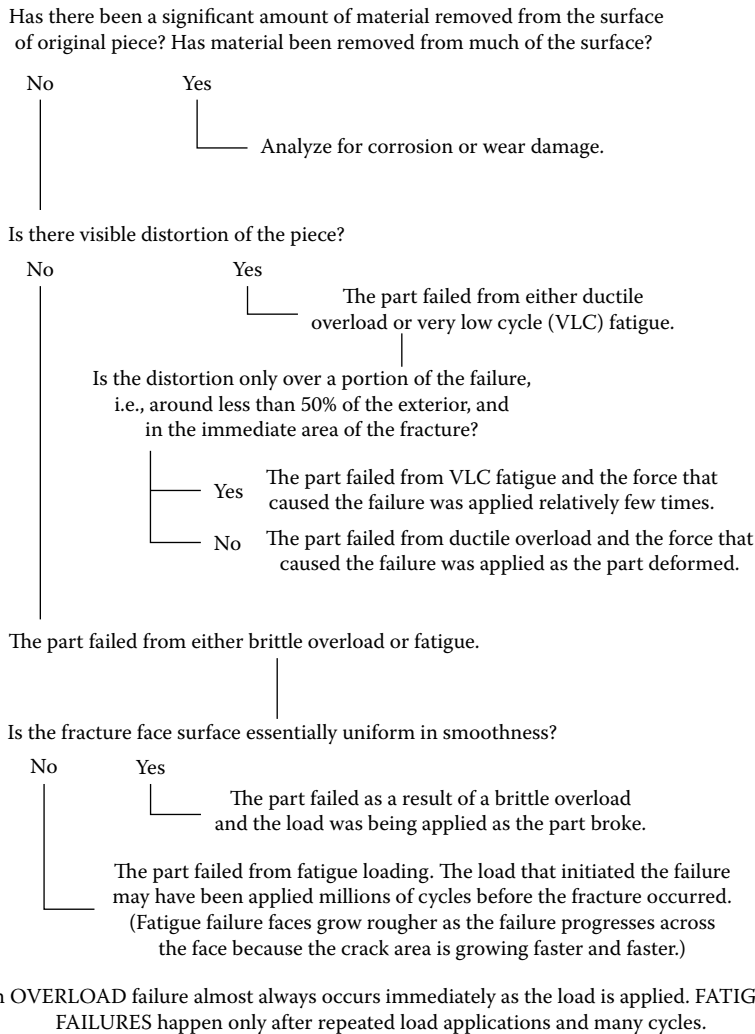 Has there been a significant amount of material removed from the surface
of original piece? Has material been removed from much of the surface?
No Yes
Analyze for corrosion or wear damage.
Is there visible distortion of the piece?
No Yes
The part failed from either ductile
overload or very low cycle (VLC) fatigue.
Is the distortion only over a portion of the failure,
i.e., around less than 50% of the exterior, and
in the immediate area of the fracture?
Yes The part failed from VLC fatigue and the force that
caused the failure was applied relatively few times.
No The part failed from ductile overload and the force that
caused the failure was applied as the part deformed.
The part failed from either brittle overload or fatigue.
Is the fracture face surface essentially uniform in smoothness?
No Yes
The part failed as a result of a brittle overload
and the load was being applied as the part broke.
The part failed from fatigue loading. The load that initiated the failure
may have been applied millions of cycles before the fracture occurred.
(Fatigue failure faces grow rougher as the failure progresses across
the face because the crack area is growing faster and faster.)
OVERLOAD failure almost always occurs immediately as the load is applied.
FAILURES happen only after repeated load applications and many cycles.